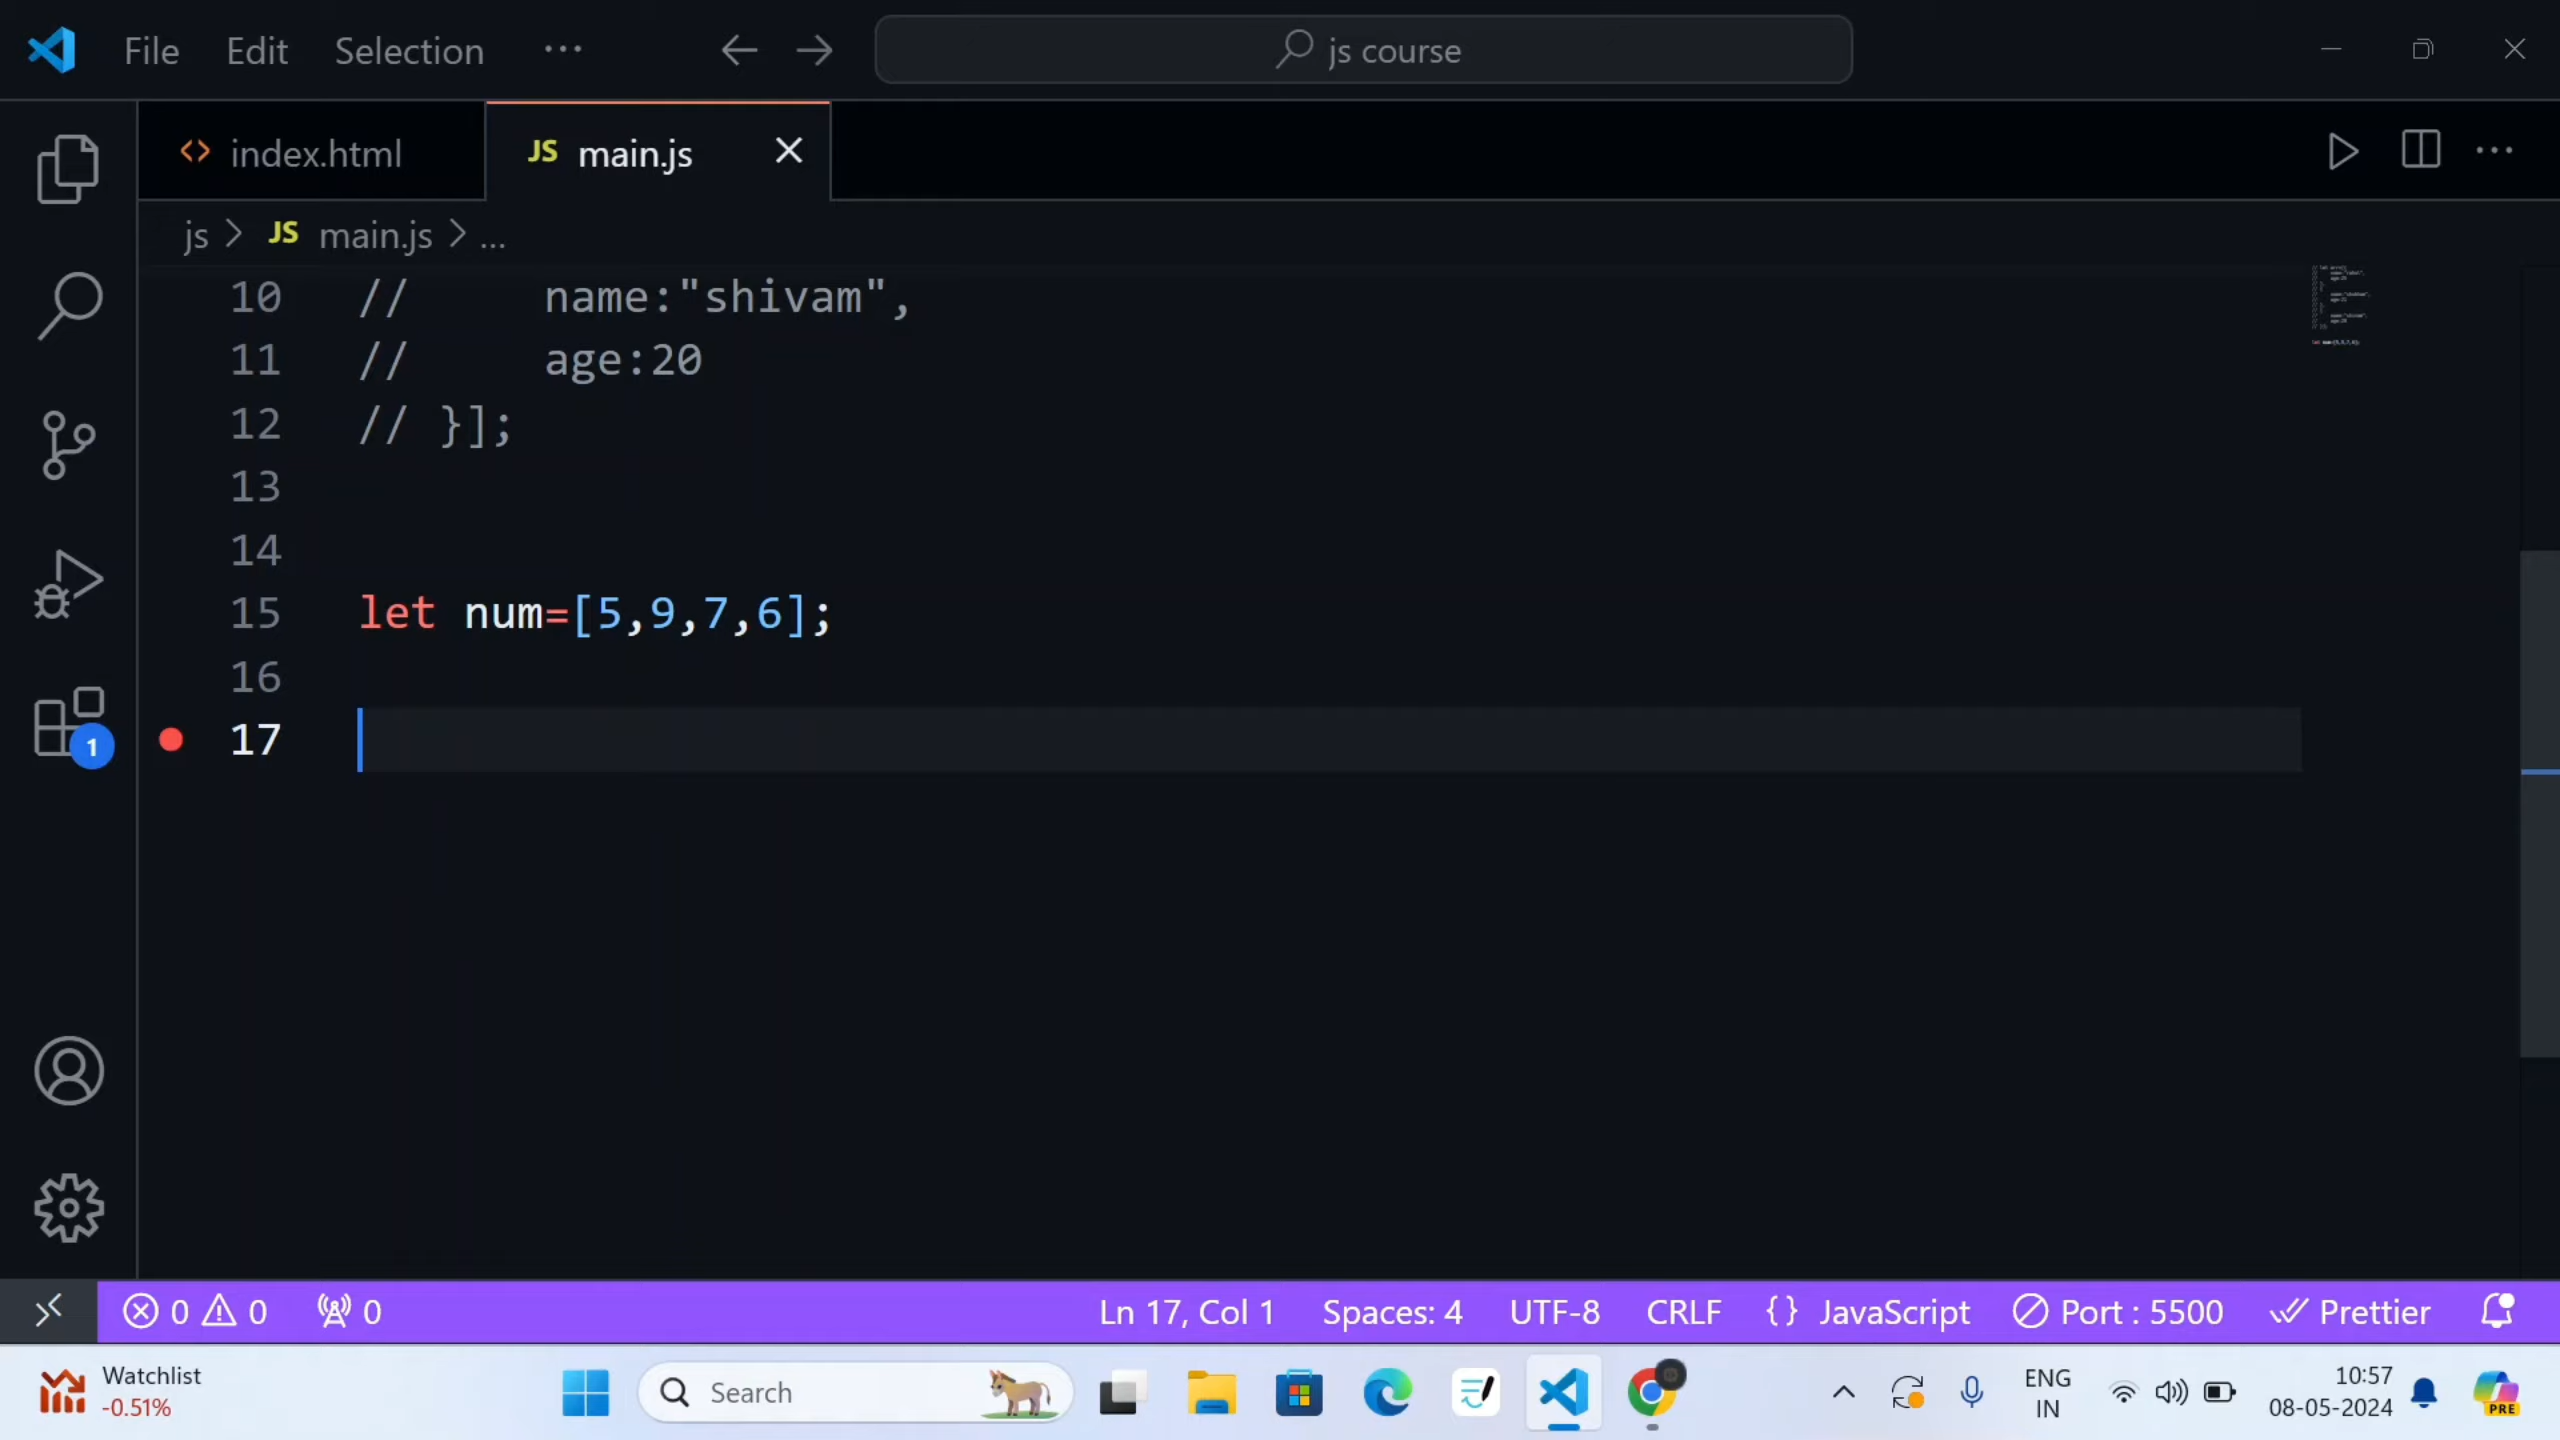 File Edit Selection ···
js course
index.html
JS main.js
js > JS main.js > ...
10 // name:"shivam",
11 // age:20
12 // }];
13
14
15 let num=[5,9,7,6];
16
17
1
0 0 0
Ln 17, Col 1 Spaces: 4 UTF-8 CRLF {} JavaScript Port : 5500 Prettier
Watchlist
-0.51%
Search
ENG
IN
10:57
08-05-2024
PRE